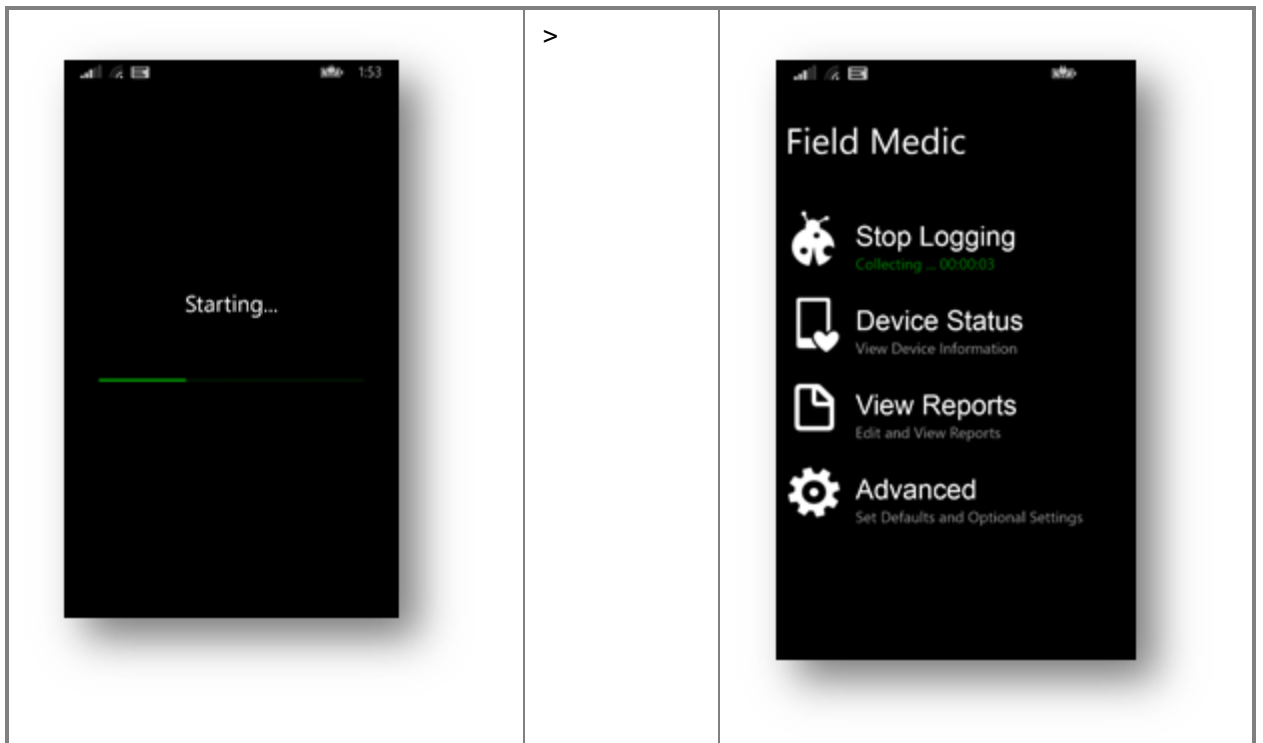 1:53
Starting...
>
Field Medic
Stop Logging
Collecting ... 00:00:03
Device Status
View Device Information
View Reports
Edit and View Reports
Advanced
Set Defaults and Optional Settings